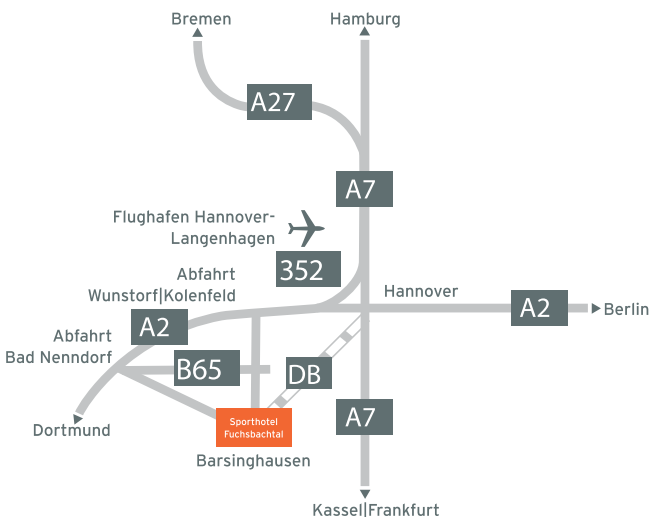 Bremen
Hamburg
A27
A7
Flughafen Hannover-
Langenhagen
352
Abfahrt
Wunstorf|Kolenfeld
Hannover
A2
Berlin
A2
Abfahrt
Bad Nenndorf
B65
DB
Sporthotel
Fuchsbachtal
A7
Dortmund
Barsinghausen
Kassel|Frankfurt